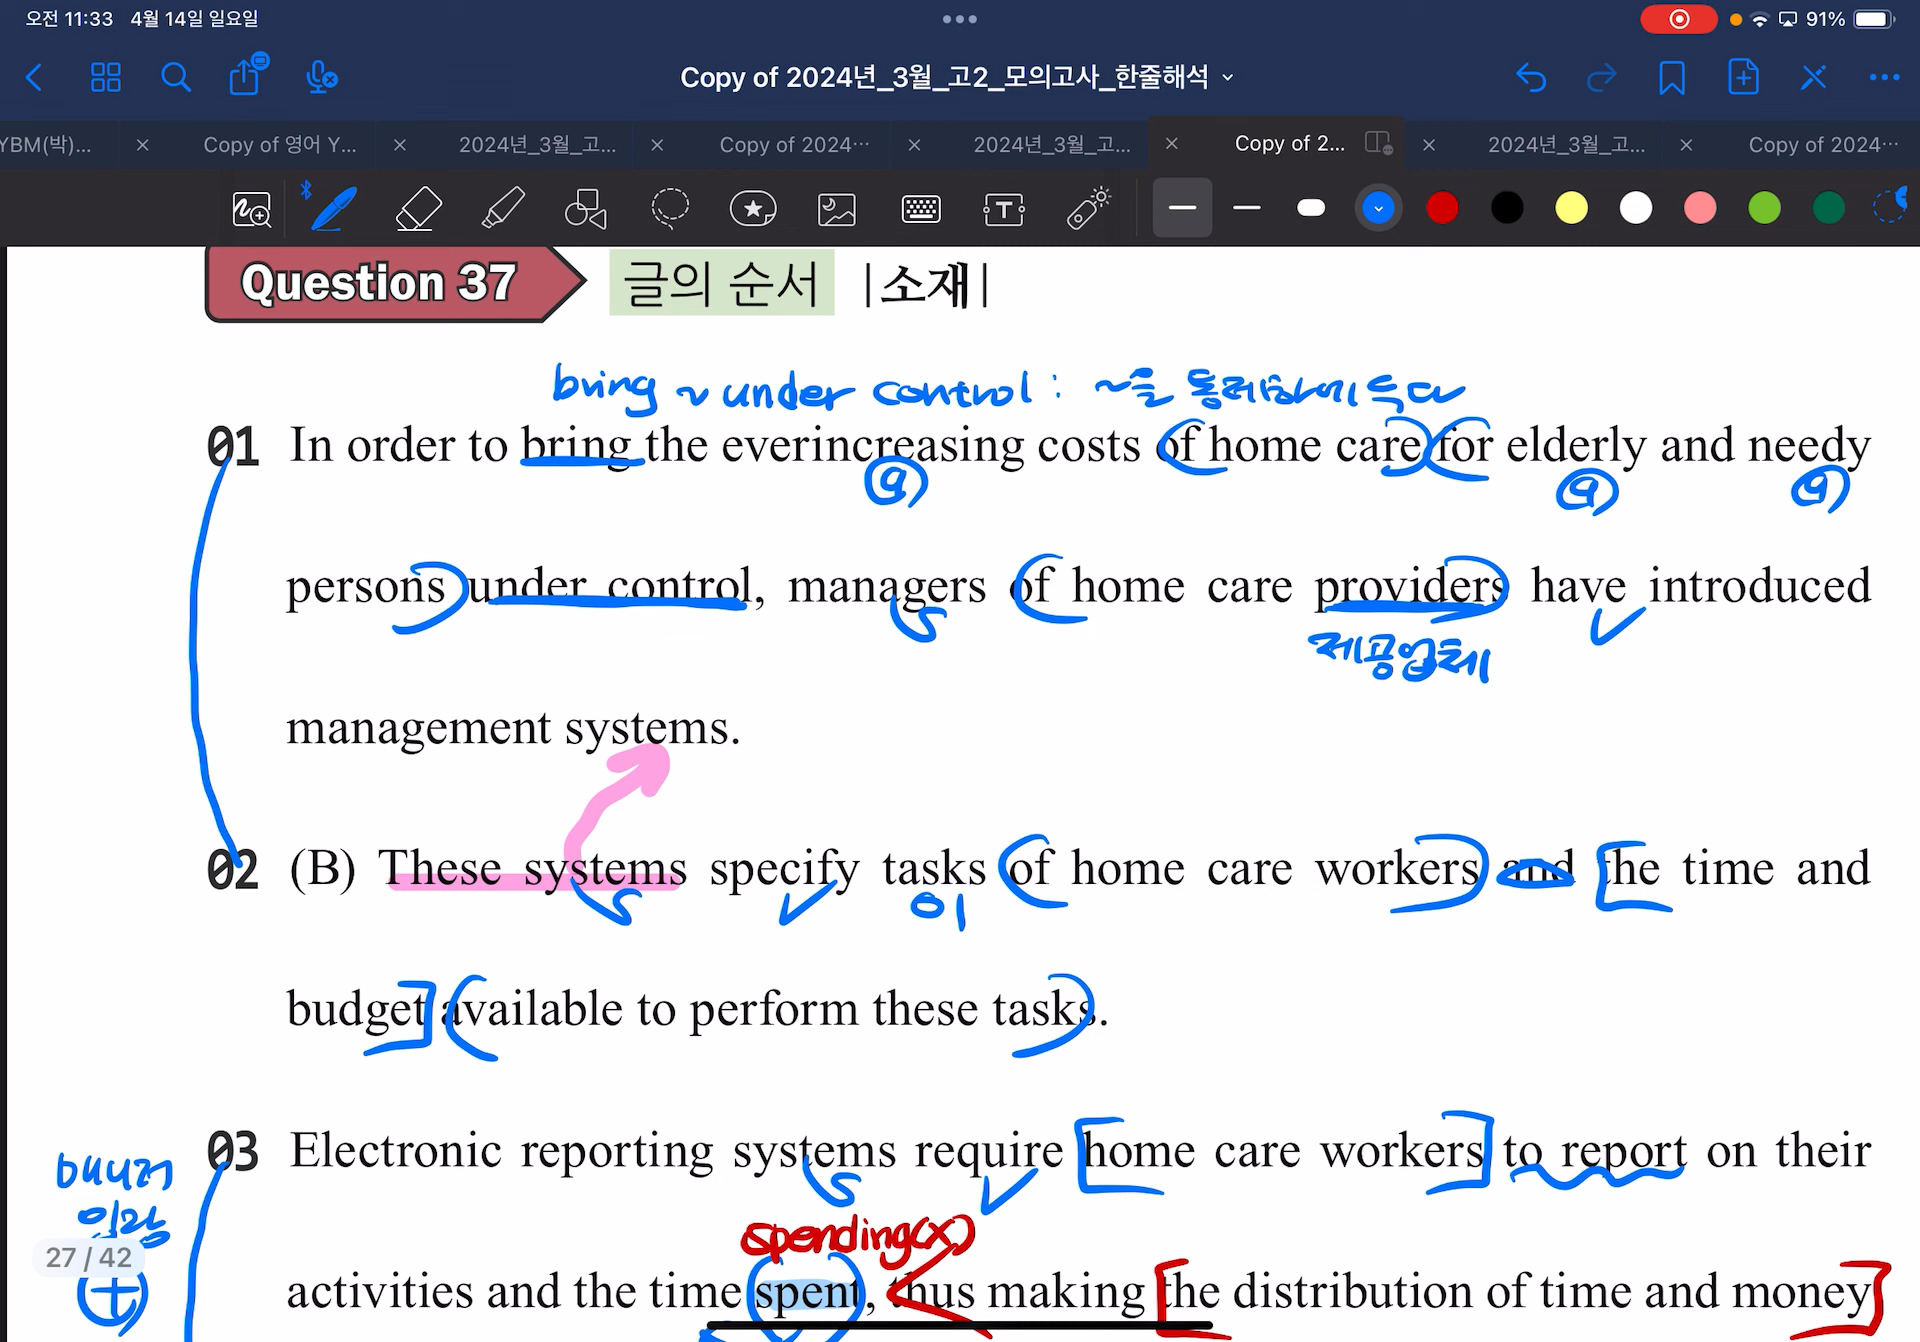 오전 11:33 4월 14일 일요일
91%
Copy of 2024년_3월_고2_모의고사_한줄해석
YBM(박)...
Copy of 영어 Y...
2024년_3월_고...
Copy of 2024...
2024년_3월_고...
Copy of 2...
2024년_3월_고...
Copy of 2024...
Question 37 글의 순서 |소재|
bring ~ under control : ~을 통제하에 두다
01 In order to bring the everincreasing costs of home care for elderly and needy
ⓐ ⓐ ⓐ
persons under control, managers of home care providers have introduced
S V
제공업체
management systems.
02 (B) These systems specify tasks of home care workers and the time and
S V 01
budget available to perform these tasks.
03 Electronic reporting systems require home care workers to report on their
S V
매니저
입장
spending(x)
27 / 42
activities and the time spent, thus making the distribution of time and money